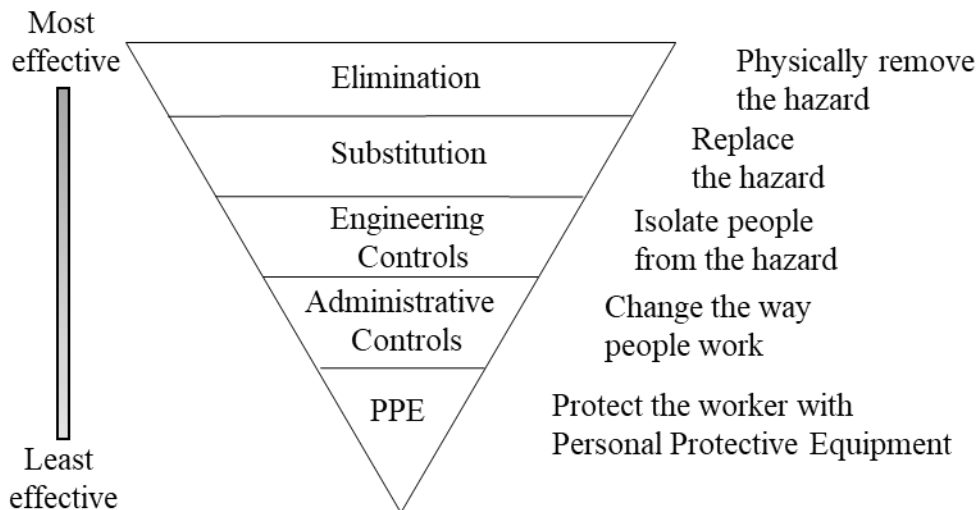 Most
effective
Elimination
Physically remove
the hazard
Substitution
Replace
the hazard
Engineering
Controls
Isolate people
from the hazard
Administrative
Controls
Change the way
people work
PPE
Protect the worker with
Personal Protective Equipment
Least
effective